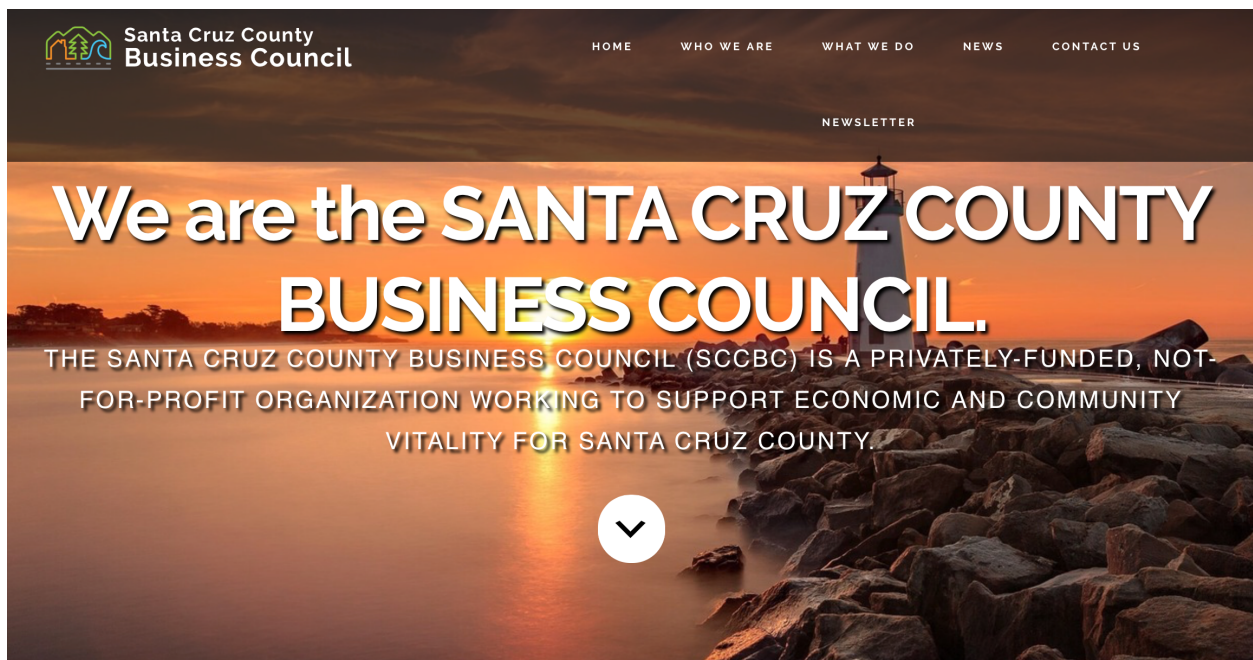 Santa Cruz County
Business Council
HOME WHO WE ARE WHAT WE DO NEWS CONTACT US
NEWSLETTER
We are the SANTA CRUZ COUNTY
BUSINESS COUNCIL.
THE SANTA CRUZ COUNTY BUSINESS COUNCIL (SCCBC) IS A PRIVATELY-FUNDED, NOT-
FOR-PROFIT ORGANIZATION WORKING TO SUPPORT ECONOMIC AND COMMUNITY
VITALITY FOR SANTA CRUZ COUNTY.